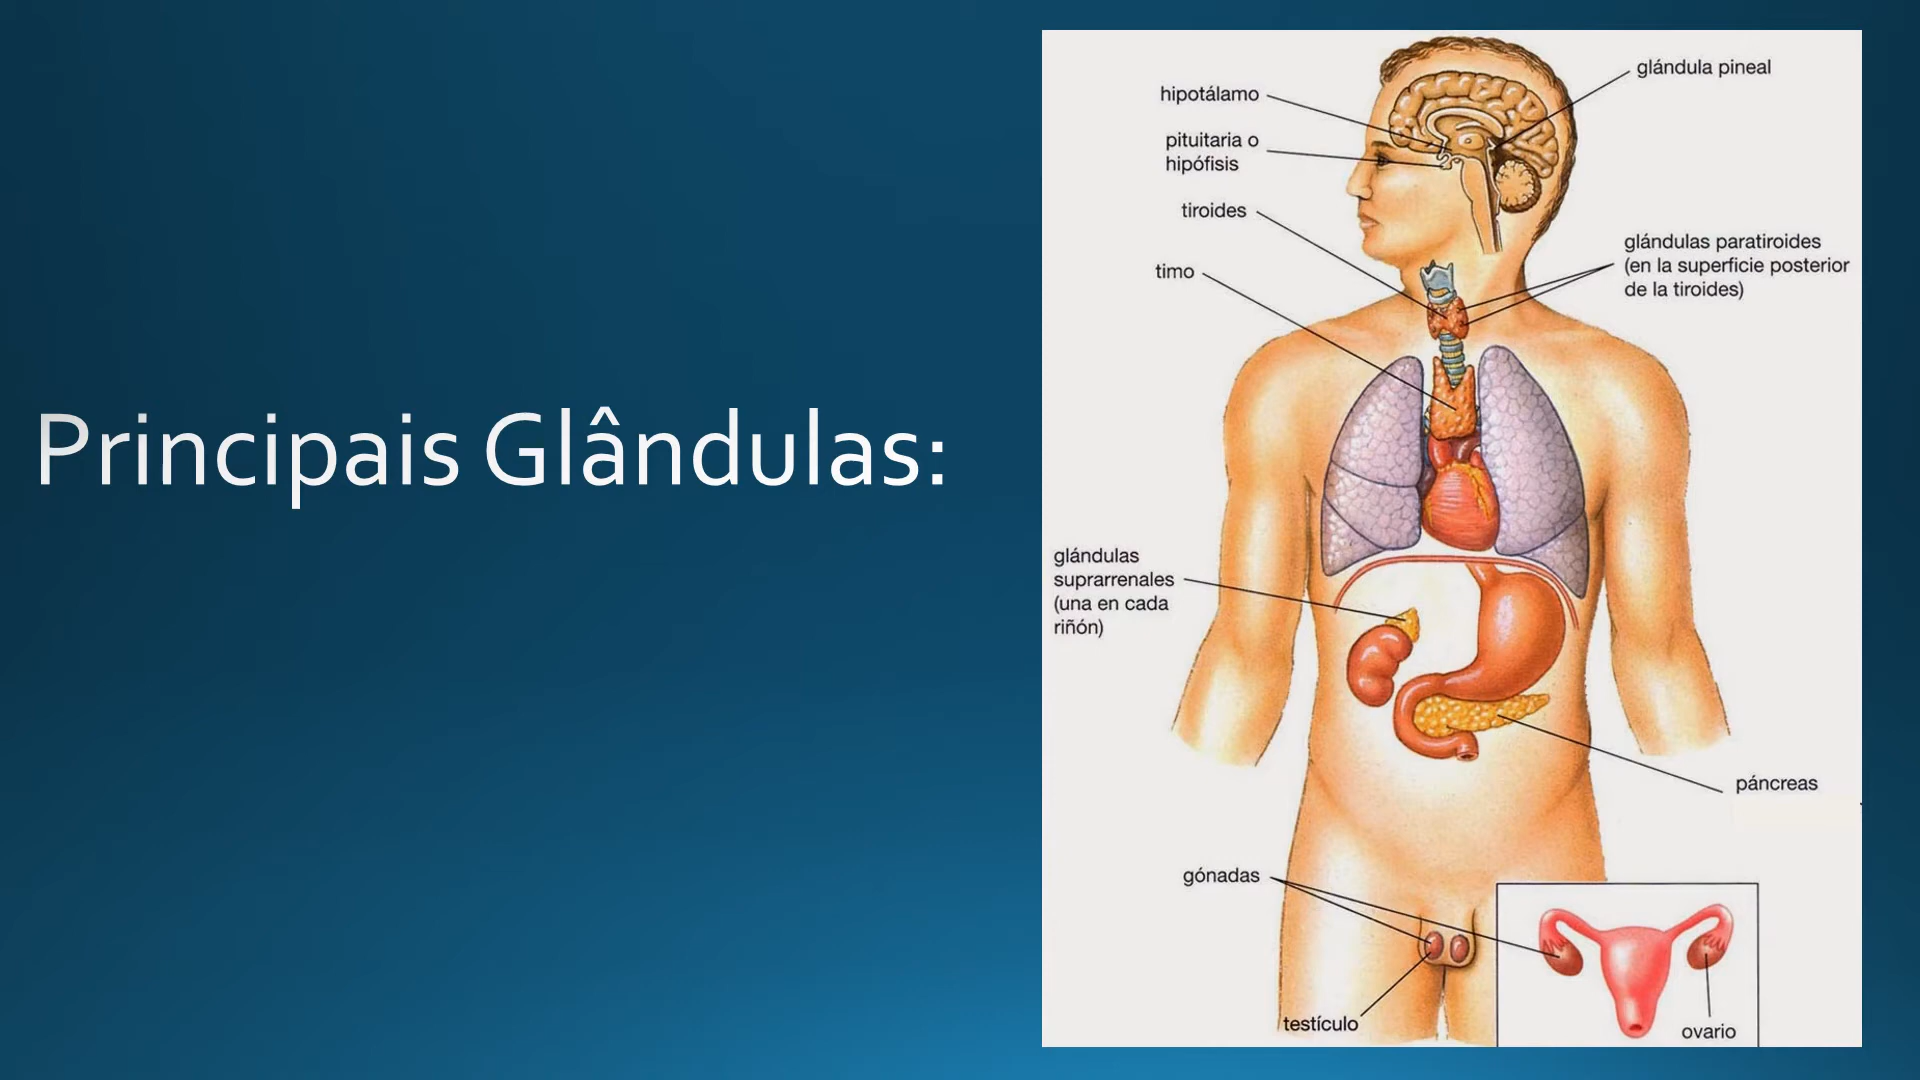 Principais Glândulas:
glándula pineal
hipotálamo
pituitaria o
hipófisis
tiroides
glándulas paratiroides
(en la superficie posterior
de la tiroides)
timo
glándulas
suprarrenales
(una en cada
riñón)
páncreas
gónadas
testículo
ovario